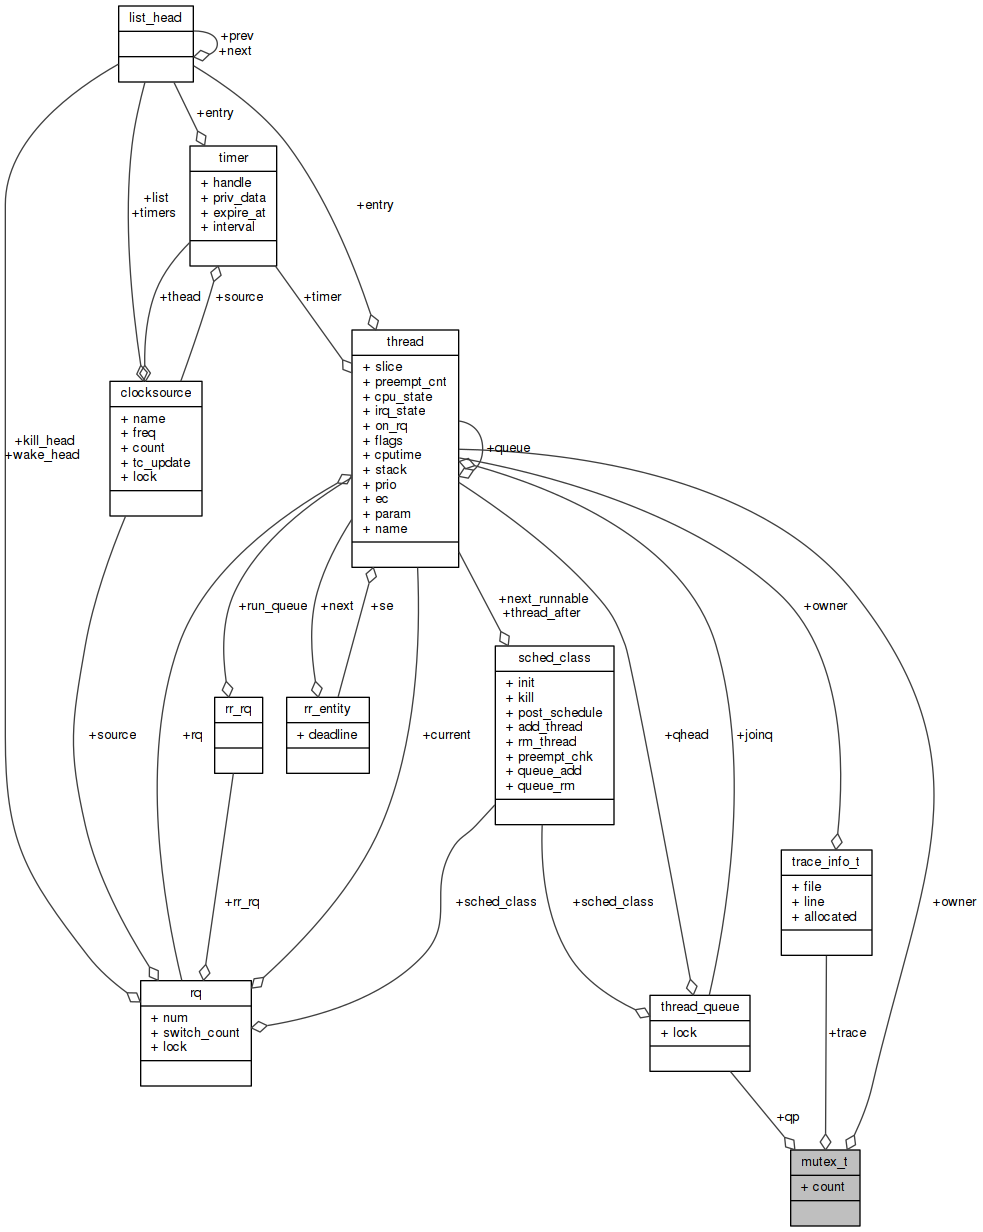 list_head
+prev
+next
+entry
timer
+ handle
+ priv_data
+ expire_at
+ interval
+list
+timers
+entry
+thead
+source
+timer
thread
+ slice
+ preempt_cnt
+ cpu_state
+ irq_state
+ on_rq
+ flags
+ cputime
+ stack
+ prio
+ ec
+ param
+ name
clocksource
+ name
+ freq
+ count
+ tc_update
+ lock
+kill_head
+wake_head
+queue
+run_queue
+next
+se
+next_runnable
+thread_after
+owner
sched_class
+ init
+ kill
+ post_schedule
+ add_thread
+ rm_thread
+ preempt_chk
+ queue_add
+ queue_rm
rr_rq
rr_entity
+ deadline
+source
+rq
+current
+qhead
+joinq
trace_info_t
+ file
+ line
+ allocated
+rr_rq
+sched_class
+sched_class
+owner
rq
+ num
+ switch_count
+ lock
thread_queue
+ lock
+trace
+qp
mutex_t
+ count